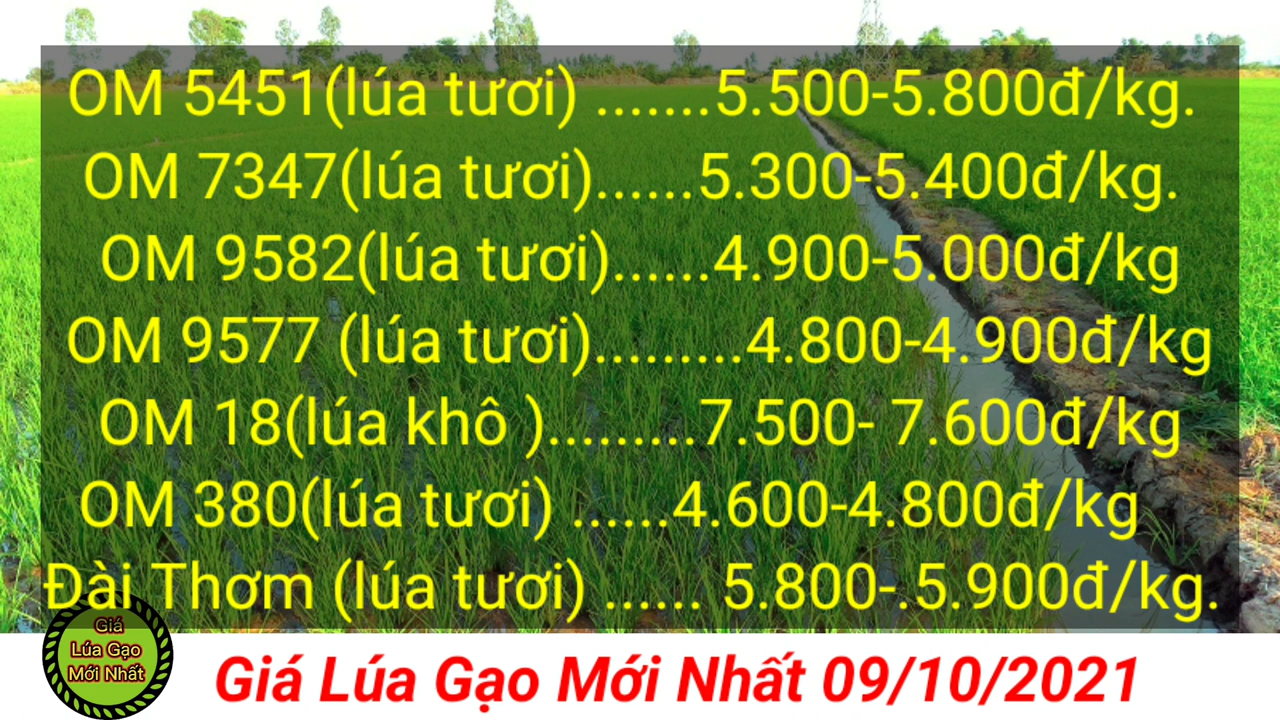 OM 5451(lúa tươi) .......5.500-5.800đ/kg.
OM 7347(lúa tươi)......5.300-5.400đ/kg.
OM 9582(lúa tươi)......4.900-5.000đ/kg
OM 9577 (lúa tươi).........4.800-4.900đ/kg
OM 18(lúa khô ).........7.500- 7.600đ/kg
OM 380(lúa tươi) ......4.600-4.800đ/kg
Đài Thơm (lúa tươi) ...... 5.800-.5.900đ/kg.
Giá
Lúa Gạo
Mới Nhất
Giá Lúa Gạo Mới Nhất 09/10/2021